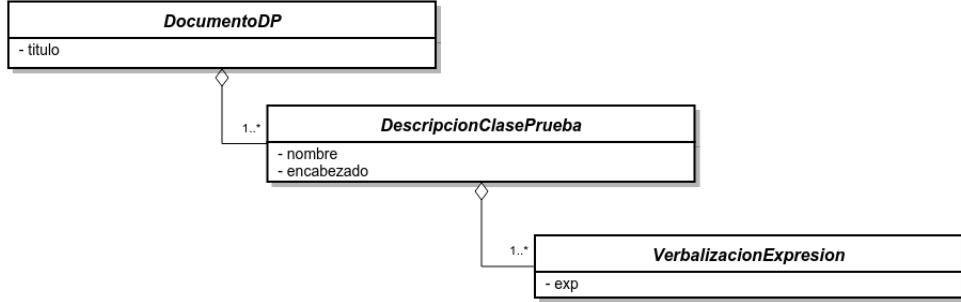 DocumentoDP
- titulo
1..*
DescripcionClasePrueba
- nombre
- encabezado
1..*
VerbalizacionExpresion
- exp